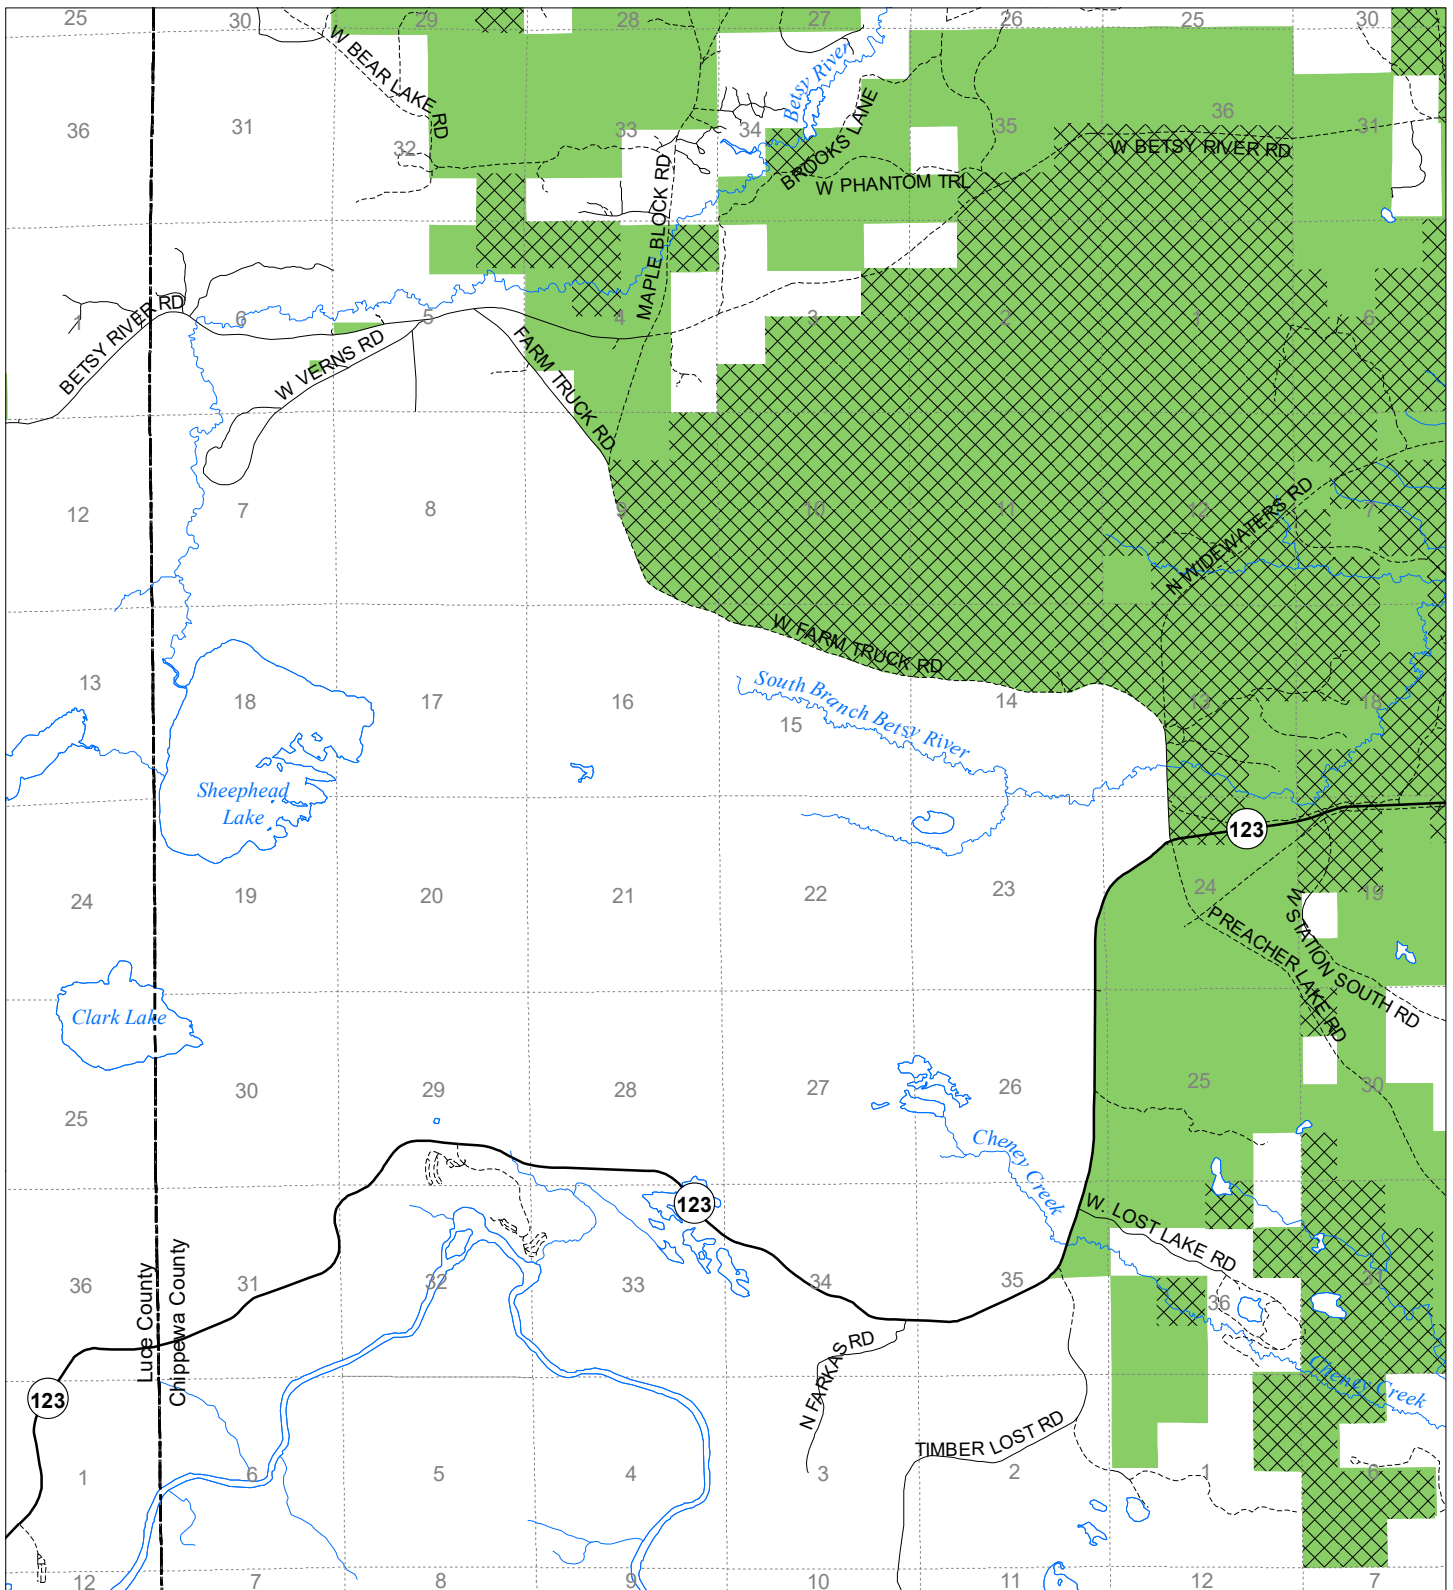 25 30 29 28 27 26 25 30
W BEAR LAKE RD
Betsy River
36 31 32 33 34 35 36 31
BROOKS LANE
W BETSY RIVER RD
W PHANTOM TRL
MAPLE BLOCK RD
BETSY RIVER RD
1 6 5 4 3 2 1 6
W VERNS RD
FARM TRUCK RD
12 7 8 9 10 11 12 7
N WIDEWATERS RD
W FARM TRUCK RD
South Branch Betsy River
13 18 17 16 15 14 13 18
Sheephead
Lake
123
24 19 20 21 22 23 24 19
N STATION SOUTH RD
PREACHER LAKE RD
Clark Lake
25 30 29 28 27 26 25 30
Cheney Creek
123
W. LOST LAKE RD
Luce County
Chippewa County
36 31 32 33 34 35 36 31
N FARKAS RD
Cheney Creek
123
TIMBER LOST RD
1 6 5 4 3 2 1 6
12 7 8 9 10 11 12 7